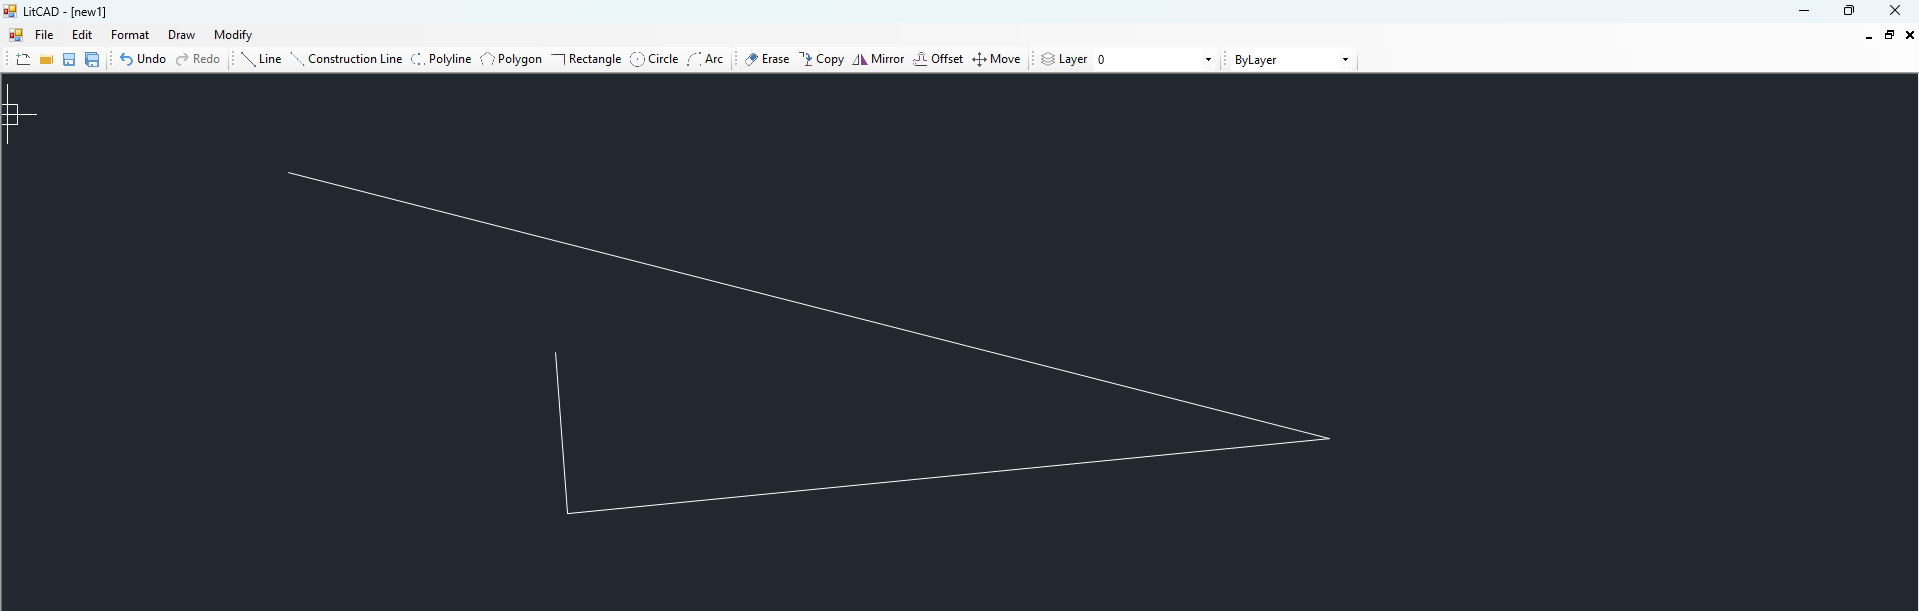 LitCAD - [new1]
File Edit Format Draw Modify
Undo Redo Line Construction Line Polyline Polygon Rectangle Circle Arc Erase Copy Mirror Offset Move Layer 0 ByLayer